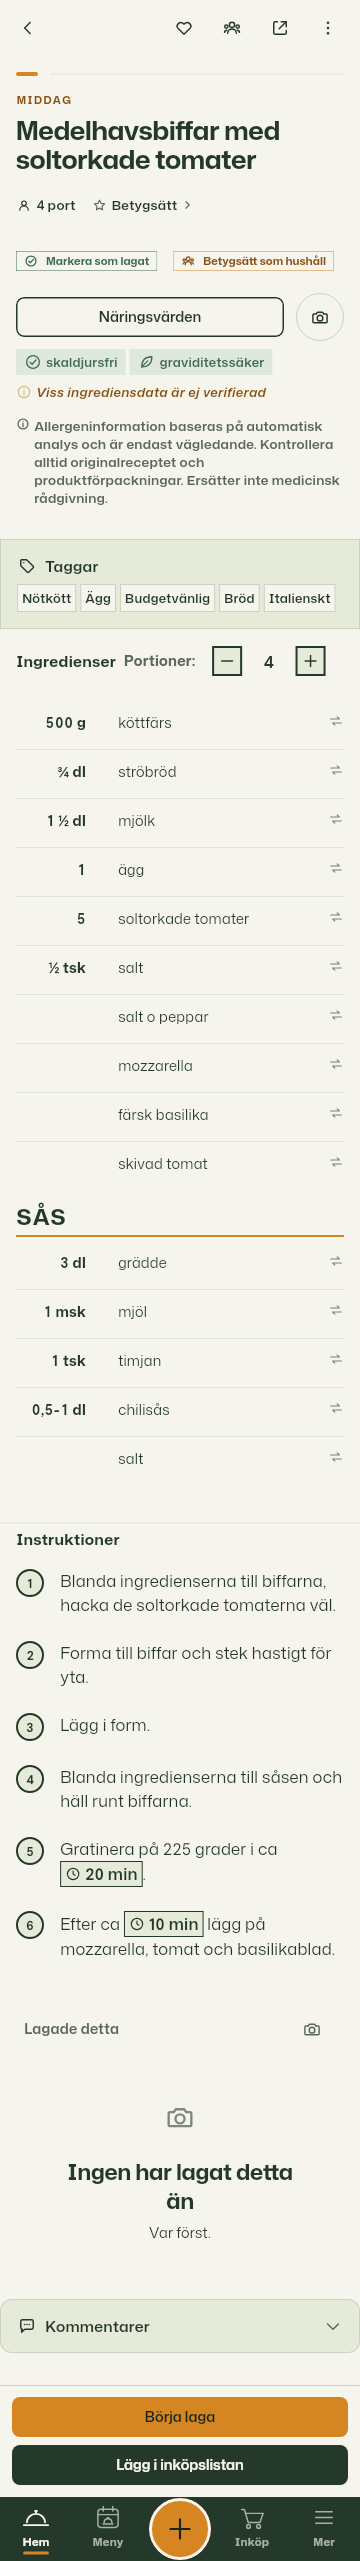 MIDDAG
Medelhavsbiffar med
soltorkade tomater
4 port Betygsätt
Markera som lagat Betygsätt som hushåll
Näringsvärden
skaldjursfri graviditetssäker
Viss ingrediensdata är ej verifierad
Allergeninformation baseras på automatisk
analys och är endast vägledande. Kontrollera
alltid originalreceptet och
produktförpackningar. Ersätter inte medicinsk
rådgivning.
Taggar
Nötkött Ägg Budgetvänlig Bröd Italienskt
Ingredienser Portioner: − 4 +
500 g köttfärs
¾ dl ströbröd
1 ½ dl mjölk
1 ägg
5 soltorkade tomater
½ tsk salt
salt o peppar
mozzarella
färsk basilika
skivad tomat
SÅS
3 dl grädde
1 msk mjöl
1 tsk timjan
0,5-1 dl chilisås
salt
Instruktioner
1 Blanda ingredienserna till biffarna,
hacka de soltorkade tomaterna väl.
2 Forma till biffar och stek hastigt för
yta.
3 Lägg i form.
4 Blanda ingredienserna till såsen och
häll runt biffarna.
5 Gratinera på 225 grader i ca
20 min.
6 Efter ca 10 min lägg på
mozzarella, tomat och basilikablad.
Lagade detta
Ingen har lagat detta
än
Var först.
Kommentarer
Börja laga
Lägg i inköpslistan
Hem Meny Inköp Mer